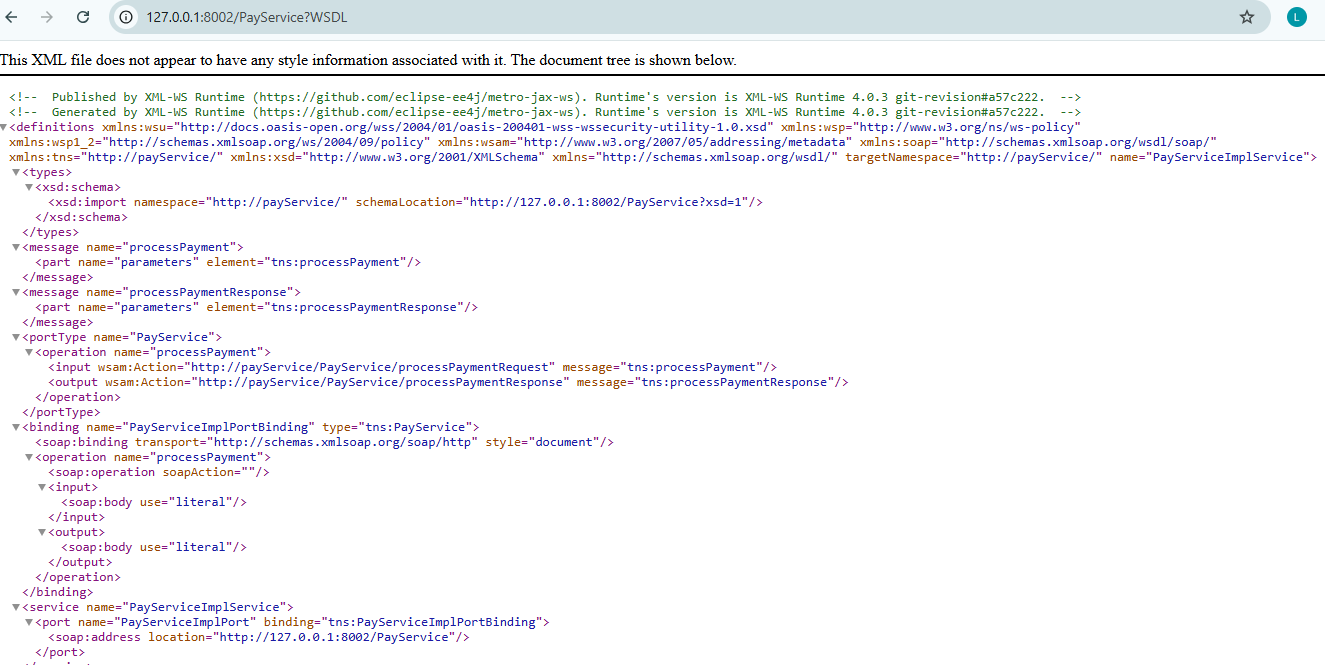 127.0.0.1:8002/PayService?WSDL
L
This XML file does not appear to have any style information associated with it. The document tree is shown below.
<!--  Published by XML-WS Runtime (https://github.com/eclipse-ee4j/metro-jax-ws). Runtime's version is XML-WS Runtime 4.0.3 git-revision#a57c222.  -->
<!--  Generated by XML-WS Runtime (https://github.com/eclipse-ee4j/metro-jax-ws). Runtime's version is XML-WS Runtime 4.0.3 git-revision#a57c222.  -->
▼<definitions xmlns:wsu="http://docs.oasis-open.org/wss/2004/01/oasis-200401-wss-wssecurity-utility-1.0.xsd" xmlns:wsp="http://www.w3.org/ns/ws-policy"
xmlns:wsp1_2="http://schemas.xmlsoap.org/ws/2004/09/policy" xmlns:wsam="http://www.w3.org/2007/05/addressing/metadata" xmlns:soap="http://schemas.xmlsoap.org/wsdl/soap/"
xmlns:tns="http://payService/" xmlns:xsd="http://www.w3.org/2001/XMLSchema" xmlns="http://schemas.xmlsoap.org/wsdl/" targetNamespace="http://payService/" name="PayServiceImplService">
▼<types>
▼<xsd:schema>
<xsd:import namespace="http://payService/" schemaLocation="http://127.0.0.1:8002/PayService?xsd=1"/>
</xsd:schema>
</types>
▼<message name="processPayment">
<part name="parameters" element="tns:processPayment"/>
</message>
▼<message name="processPaymentResponse">
<part name="parameters" element="tns:processPaymentResponse"/>
</message>
▼<portType name="PayService">
▼<operation name="processPayment">
<input wsam:Action="http://payService/PayService/processPaymentRequest" message="tns:processPayment"/>
<output wsam:Action="http://payService/PayService/processPaymentResponse" message="tns:processPaymentResponse"/>
</operation>
</portType>
▼<binding name="PayServiceImplPortBinding" type="tns:PayService">
<soap:binding transport="http://schemas.xmlsoap.org/soap/http" style="document"/>
▼<operation name="processPayment">
<soap:operation soapAction=""/>
▼<input>
<soap:body use="literal"/>
</input>
▼<output>
<soap:body use="literal"/>
</output>
</operation>
</binding>
▼<service name="PayServiceImplService">
▼<port name="PayServiceImplPort" binding="tns:PayServiceImplPortBinding">
<soap:address location="http://127.0.0.1:8002/PayService"/>
</port>